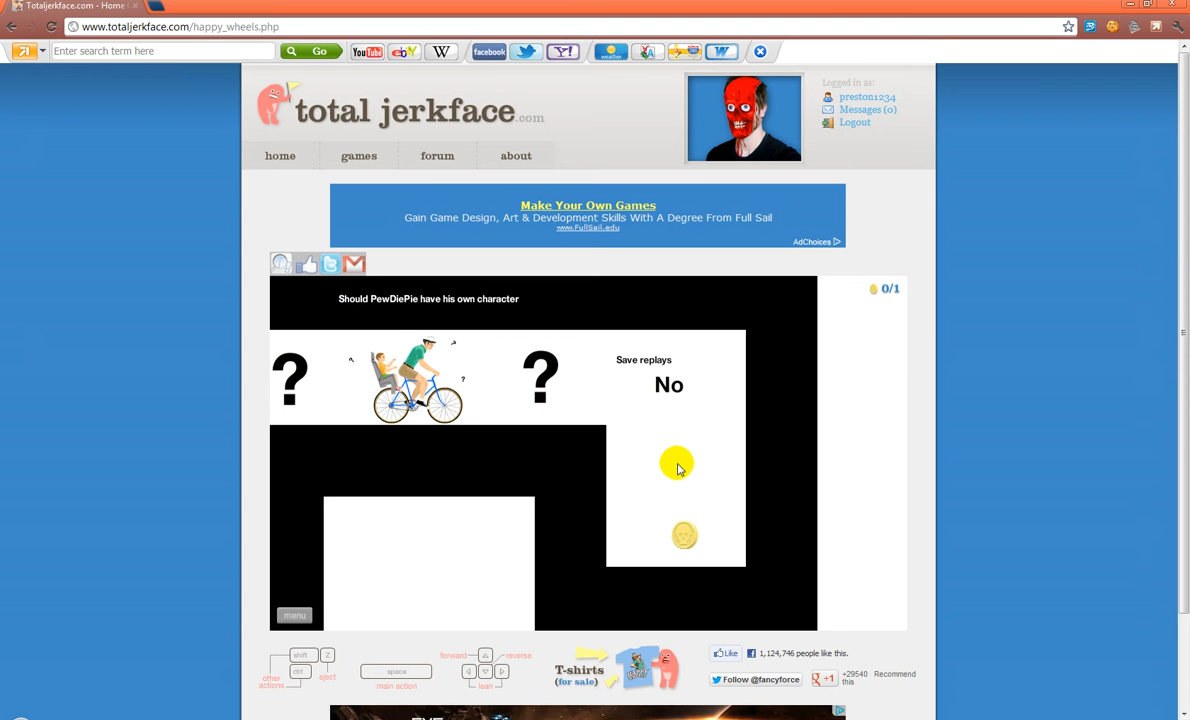 Totaljerkface.com - Home
www.totaljerkface.com/happy_wheels.php
Enter search term here
Go
YouTube
ebY
W
facebook
Y!
weather
W
total jerkface.com
Logged in as:
preston1234
Messages (0)
Logout
home
games
forum
about
Make Your Own Games
Gain Game Design, Art & Development Skills With A Degree From Full Sail
www.FullSail.edu
AdChoices
Should PewDiePie have his own character
0/1
? ? ? ? ?
Save replays
No
menu
shift
Z
ctrl
eject
other
actions
space
main action
forward
reverse
lean
T-shirts
(for sale)
Like
1,124,746 people like this.
Follow @fancyforce
+1
+29540 Recommend
this